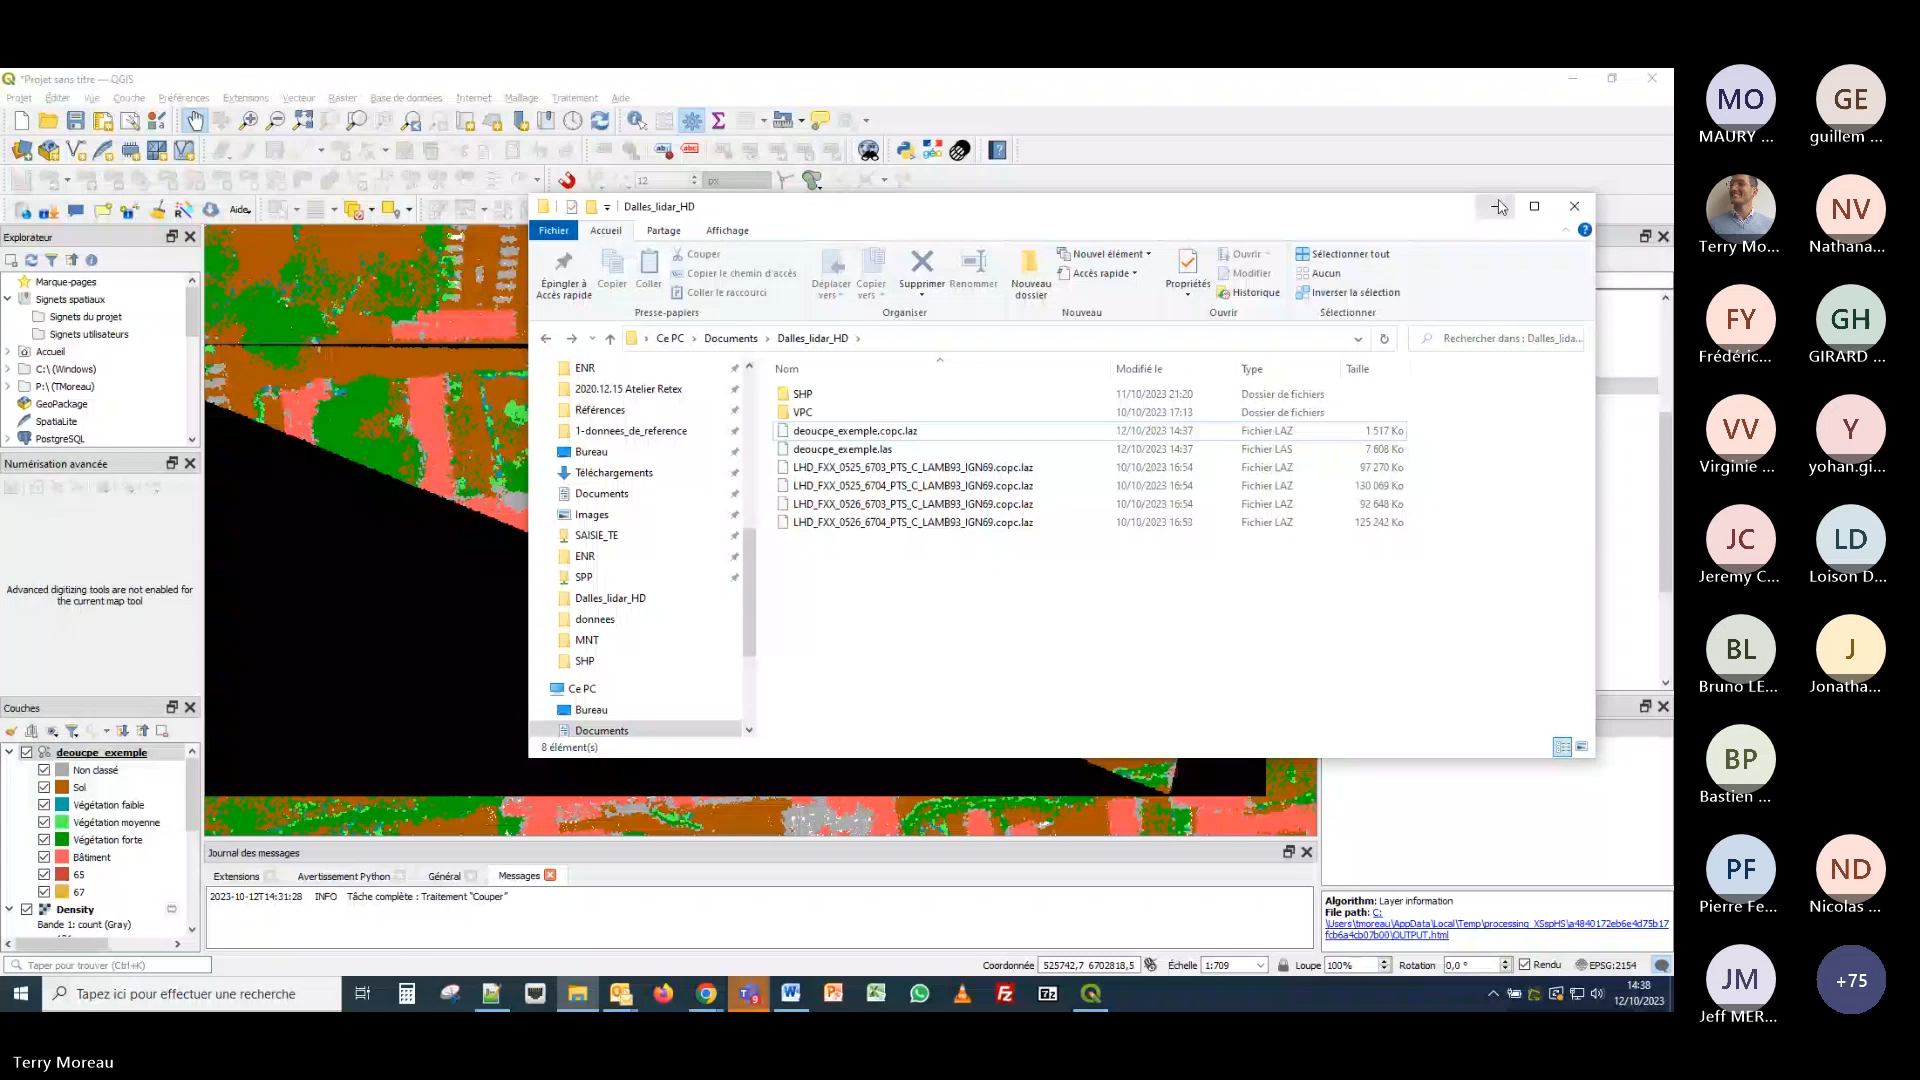 *Projet sans titre — QGIS
Projet Éditer Vue Couche Préférences Extensions Vecteur Raster Base de données Internet Maillage Traitement Aide
abc abc
12 px
Aide
Explorateur
Marque-pages
Signets spatiaux
Signets du projet
Signets utilisateurs
Accueil
C:\ (Windows)
P:\ (TMoreau)
GeoPackage
SpatiaLite
PostgreSQL
Numérisation avancée
Advanced digitizing tools are not enabled for
the current map tool
Couches
deoucpe_exemple
Non classé
Sol
Végétation faible
Végétation moyenne
Végétation forte
Bâtiment
65
67
Density
Bande 1: count (Gray)
Taper pour trouver (Ctrl+K)
Dalles_lidar_HD
Fichier Accueil Partage Affichage
Épingler à
Accès rapide
Copier
Coller
Couper
Copier le chemin d'accès
Coller le raccourci
Presse-papiers
Déplacer
vers
Copier
vers
Supprimer
Renommer
Organiser
Nouveau
dossier
Nouvel élément
Accès rapide
Nouveau
Propriétés
Ouvrir
Modifier
Historique
Ouvrir
Sélectionner tout
Aucun
Inverser la sélection
Sélectionner
Ce PC Documents Dalles_lidar_HD
Rechercher dans : Dalles_lida...
ENR
2020.12.15 Atelier Retex
Références
1-donnees_de_reference
Bureau
Téléchargements
Documents
Images
SAISIE_TE
ENR
SPP
Dalles_lidar_HD
donnees
MNT
SHP
Ce PC
Bureau
Documents
Nom Modifié le Type Taille
SHP 11/10/2023 21:20 Dossier de fichiers
VPC 10/10/2023 17:13 Dossier de fichiers
deoucpe_exemple.copc.laz 12/10/2023 14:37 Fichier LAZ 1 517 Ko
deoucpe_exemple.las 12/10/2023 14:37 Fichier LAS 7 608 Ko
LHD_FXX_0525_6703_PTS_C_LAMB93_IGN69.copc.laz 10/10/2023 16:54 Fichier LAZ 97 270 Ko
LHD_FXX_0525_6704_PTS_C_LAMB93_IGN69.copc.laz 10/10/2023 16:54 Fichier LAZ 130 069 Ko
LHD_FXX_0526_6703_PTS_C_LAMB93_IGN69.copc.laz 10/10/2023 16:54 Fichier LAZ 92 648 Ko
LHD_FXX_0526_6704_PTS_C_LAMB93_IGN69.copc.laz 10/10/2023 16:53 Fichier LAZ 125 242 Ko
8 élément(s)
Journal des messages
Extensions Avertissement Python Général Messages
2023-10-12T14:31:28 INFO Tâche complète : Traitement "Couper"
Algorithm: Layer information
File path: C:
\Users\tmoreau\AppData\Local\Temp\processing_XSspHS\a4840172eb6e4d75b17
fcb6a4cb07b00\OUTPUT.html
Coordonnée 525742,7 6702818,5 Échelle 1:709 Loupe 100% Rotation 0,0 ° Rendu EPSG:2154
Tapez ici pour effectuer une recherche
14:38
12/10/2023
MO
MAURY ...
GE
guillem ...
Terry Mo...
NV
Nathana...
FY
Frédéric...
GH
GIRARD ...
VV
Virginie ...
Y
yohan.gi...
JC
Jeremy C...
LD
Loison D...
BL
Bruno LE...
J
Jonatha...
BP
Bastien ...
PF
Pierre Fe...
ND
Nicolas ...
JM
Jeff MER...
+75
Terry Moreau